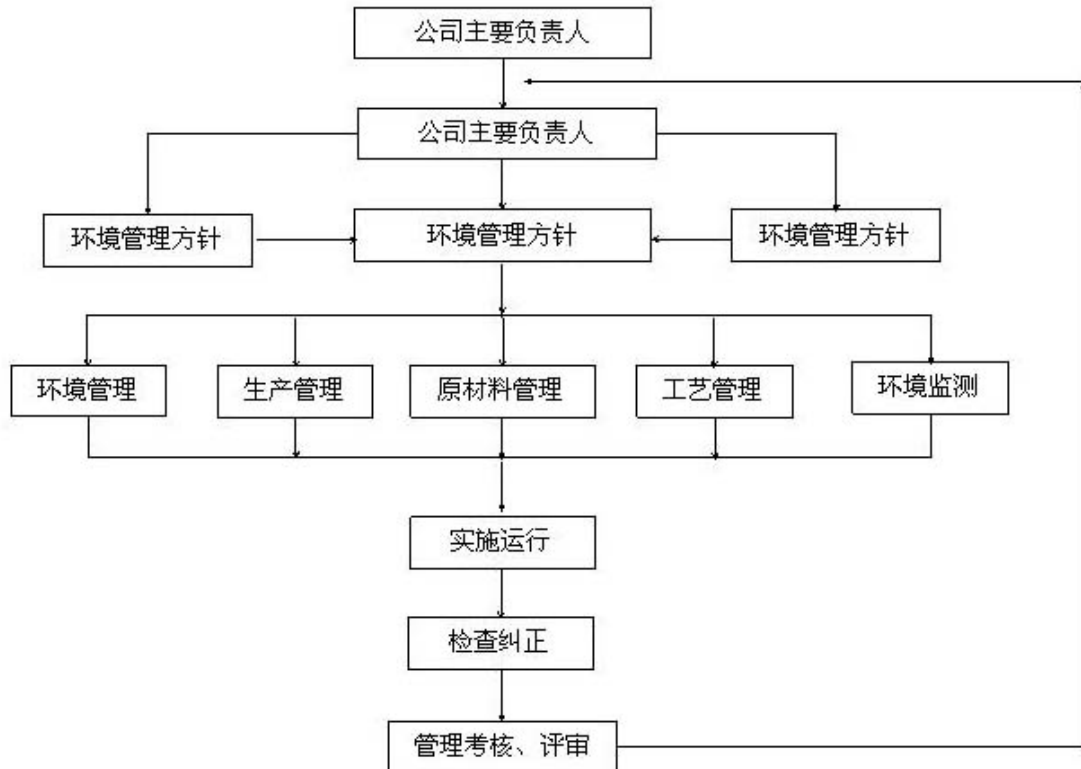 公司主要负责人
公司主要负责人
环境管理方针
环境管理方针
环境管理方针
环境管理
生产管理
原材料管理
工艺管理
环境监测
实施运行
检查纠正
管理考核、评审